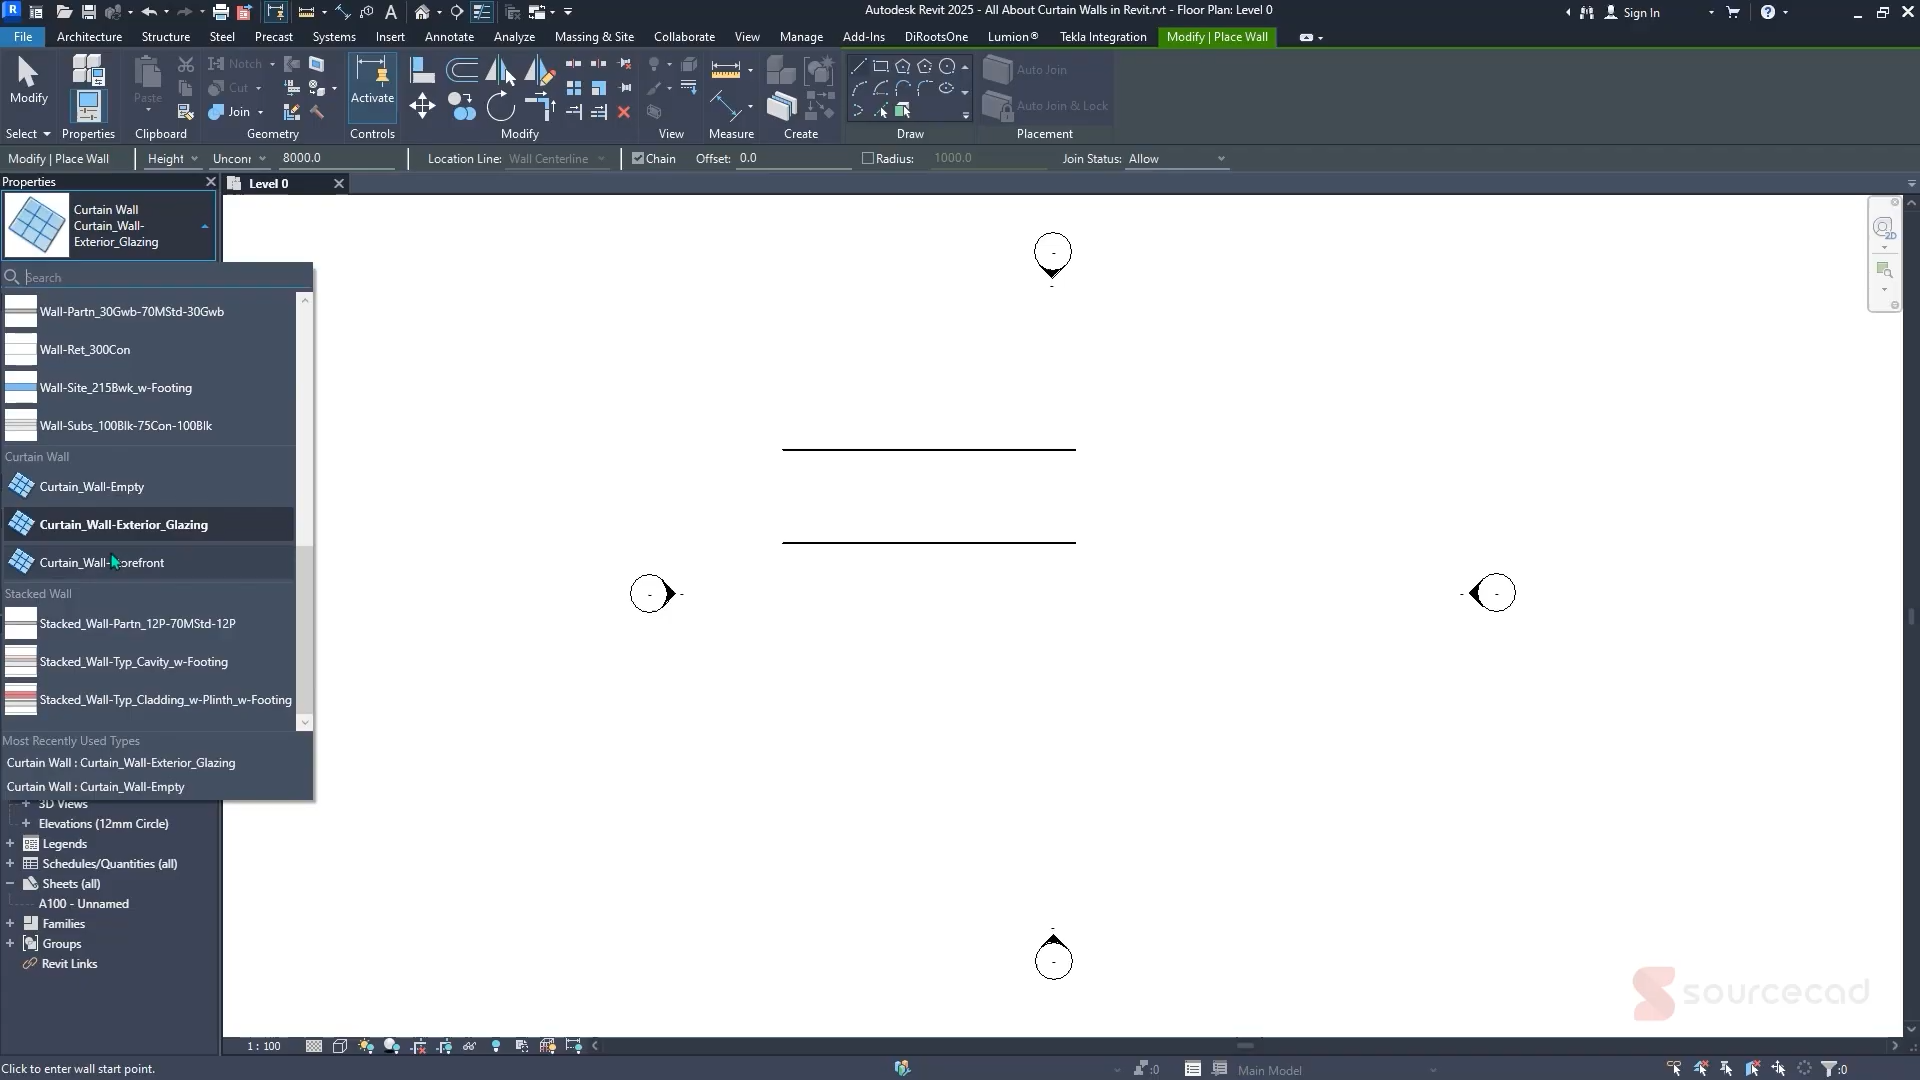 Autodesk Revit 2025 - All About Curtain Walls in Revit.rvt - Floor Plan: Level 0
Sign In
File Architecture Structure Steel Precast Systems Insert Annotate Analyze Massing & Site Collaborate View Manage Add-Ins DiRootsOne Lumion® Tekla Integration Modify | Place Wall
Modify
Paste
Notch
Cut
Join
Activate
Auto Join
Auto Join & Lock
Select Properties Clipboard Geometry Controls Modify View Measure Create Draw Placement
Modify | Place Wall Height Unconr 8000.0 Location Line: Wall Centerline Chain Offset: 0.0 Radius: 1000.0 Join Status: Allow
Properties
Level 0
Curtain Wall
Curtain_Wall-
Exterior_Glazing
2D
Search
Wall-Partn_30Gwb-70MStd-30Gwb
Wall-Ret_300Con
Wall-Site_215Bwk_w-Footing
Wall-Subs_100Blk-75Con-100Blk
Curtain Wall
Curtain_Wall-Empty
Curtain_Wall-Exterior_Glazing
Curtain_Wall-orefront
Stacked Wall
Stacked_Wall-Partn_12P-70MStd-12P
Stacked_Wall-Typ_Cavity_w-Footing
Stacked_Wall-Typ_Cladding_w-Plinth_w-Footing
Most Recently Used Types
Curtain Wall : Curtain_Wall-Exterior_Glazing
Curtain Wall : Curtain_Wall-Empty
3D Views
Elevations (12mm Circle)
Legends
Schedules/Quantities (all)
Sheets (all)
A100 - Unnamed
Families
Groups
Revit Links
sourcecad
1 : 100
Click to enter wall start point.
:0
Main Model
:0